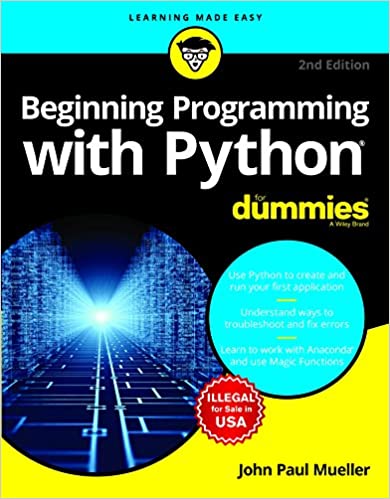 LEARNING MADE EASY
2nd Edition
Beginning Programming
with Python®
for
dummies®
A Wiley Brand
Use Python to create and
run your first application
Understand ways to
troubleshoot and fix errors
Learn to work with Anaconda®
and use Magic Functions
ILLEGAL
for Sale in
USA
John Paul Mueller